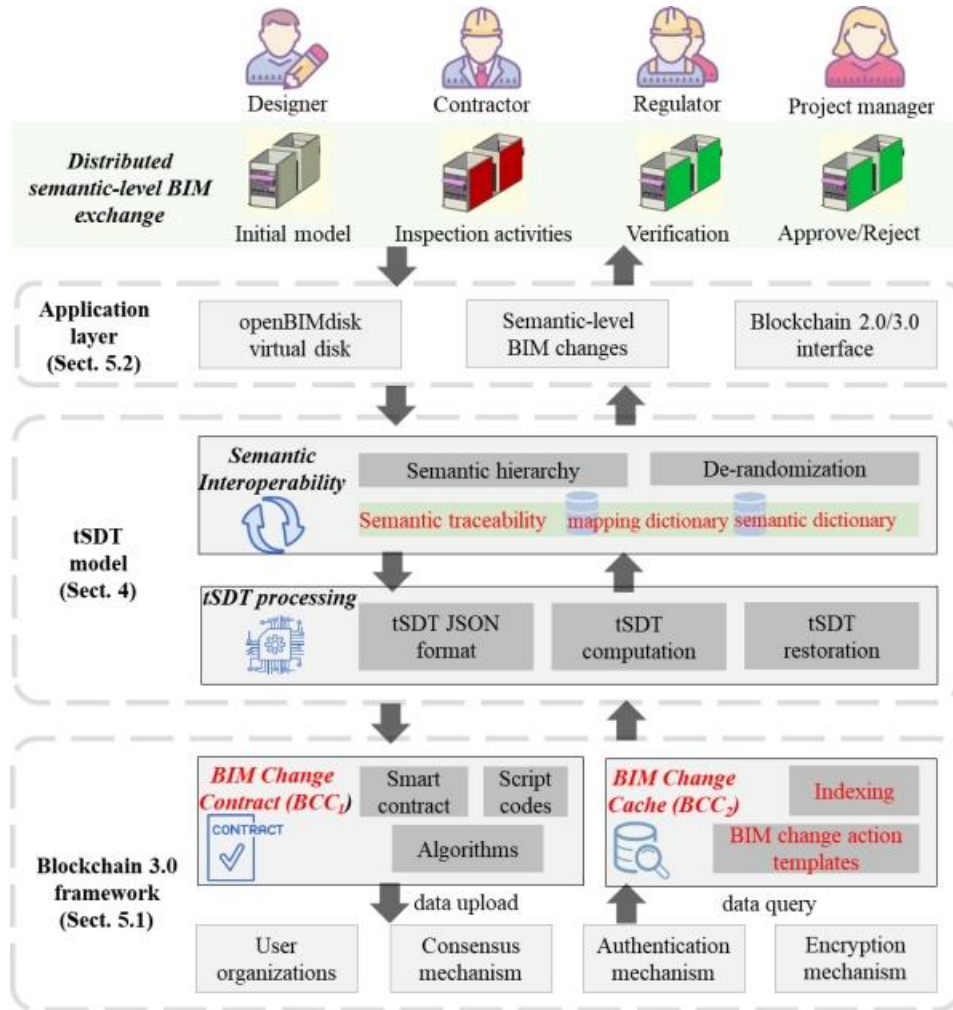 Designer
Contractor
Regulator
Project manager
Distributed
semantic-level BIM
exchange
Initial model
Inspection activities
Verification
Approve/Reject
Application
layer
(Sect. 5.2)
openBIMdisk
virtual disk
Semantic-level
BIM changes
Blockchain 2.0/3.0
interface
tSDT
model
(Sect. 4)
Semantic
Interoperability
Semantic hierarchy
De-randomization
Semantic traceability
mapping dictionary
semantic dictionary
tSDT processing
tSDT JSON
format
tSDT
computation
tSDT
restoration
Blockchain 3.0
framework
(Sect. 5.1)
BIM Change
Contract (BCC₁)
CONTRACT
Smart
contract
Script
codes
Algorithms
BIM Change
Cache (BCC₂)
Indexing
BIM change action
templates
data upload
data query
User
organizations
Consensus
mechanism
Authentication
mechanism
Encryption
mechanism